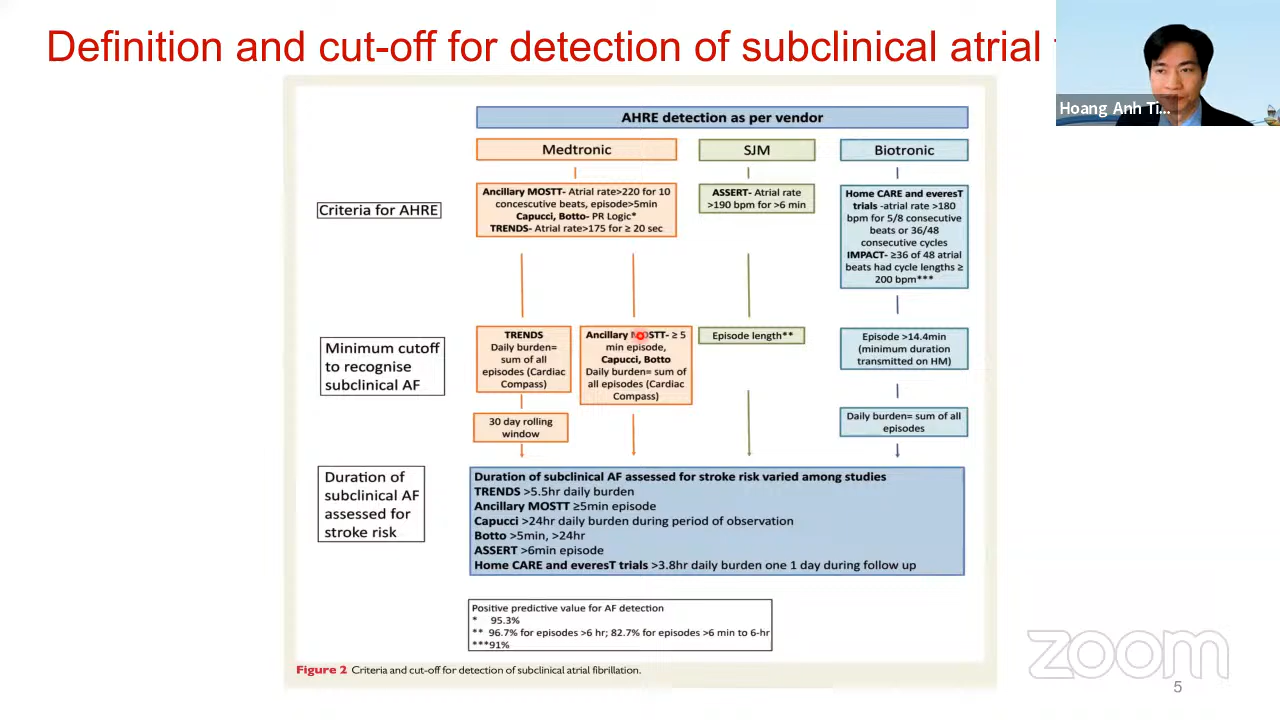 Definition and cut-off for detection of subclinical atrial
Hoang Anh Ti...
AHRE detection as per vendor
Medtronic
SJM
Biotronic
Criteria for AHRE
Ancillary MOSTT- Atrial rate>220 for 10
concescutive beats, episode>5min
Capucci, Botto- PR Logic*
TRENDS- Atrial rate>175 for ≥ 20 sec
ASSERT- Atrial rate
>190 bpm for >6 min
Home CARE and everesT
trials -atrial rate >180
bpm for 5/8 consecutive
beats or 36/48
consecutive cycles
IMPACT- ≥36 of 48 atrial
beats had cycle lengths ≥
200 bpm***
Minimum cutoff
to recognise
subclinical AF
TRENDS
Daily burden=
sum of all
episodes (Cardiac
Compass)
30 day rolling
window
Ancillary MOSTT- ≥ 5
min episode,
Capucci, Botto
Daily burden= sum of
all episodes (Cardiac
Compass)
Episode length**
Episode >14.4min
(minimum duration
transmitted on HM)
Daily burden= sum of all
episodes
Duration of
subclinical AF
assessed for
stroke risk
Duration of subclinical AF assessed for stroke risk varied among studies
TRENDS >5.5hr daily burden
Ancillary MOSTT ≥5min episode
Capucci >24hr daily burden during period of observation
Botto >5min, >24hr
ASSERT >6min episode
Home CARE and everesT trials >3.8hr daily burden one 1 day during follow up
Positive predictive value for AF detection
* 95.3%
** 96.7% for episodes >6 hr; 82.7% for episodes >6 min to 6-hr
***91%
Figure 2 Criteria and cut-off for detection of subclinical atrial fibrillation.
zoom
5